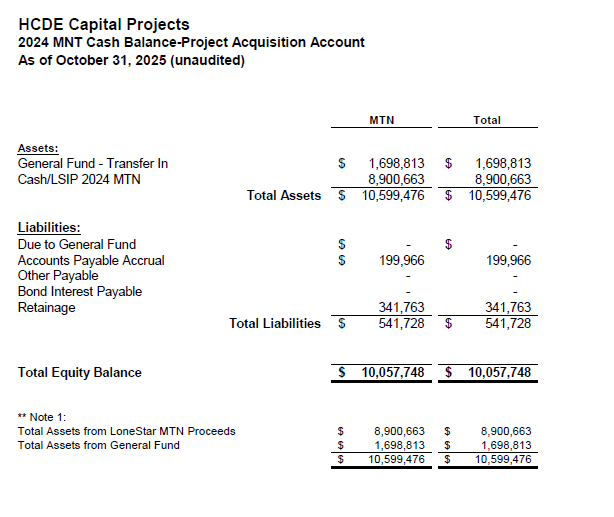 HCDE Capital Projects
2024 MNT Cash Balance-Project Acquisition Account
As of October 31, 2025 (unaudited)
MTN Total
Assets:
General Fund - Transfer In $ 1,698,813 $ 1,698,813
Cash/LSIP 2024 MTN 8,900,663 8,900,663
Total Assets $ 10,599,476 $ 10,599,476
Liabilities:
Due to General Fund $ - $ -
Accounts Payable Accrual $ 199,966 199,966
Other Payable - -
Bond Interest Payable - -
Retainage 341,763 341,763
Total Liabilities $ 541,728 $ 541,728
Total Equity Balance $ 10,057,748 $ 10,057,748
** Note 1:
Total Assets from LoneStar MTN Proceeds $ 8,900,663 $ 8,900,663
Total Assets from General Fund $ 1,698,813 $ 1,698,813
$ 10,599,476 $ 10,599,476